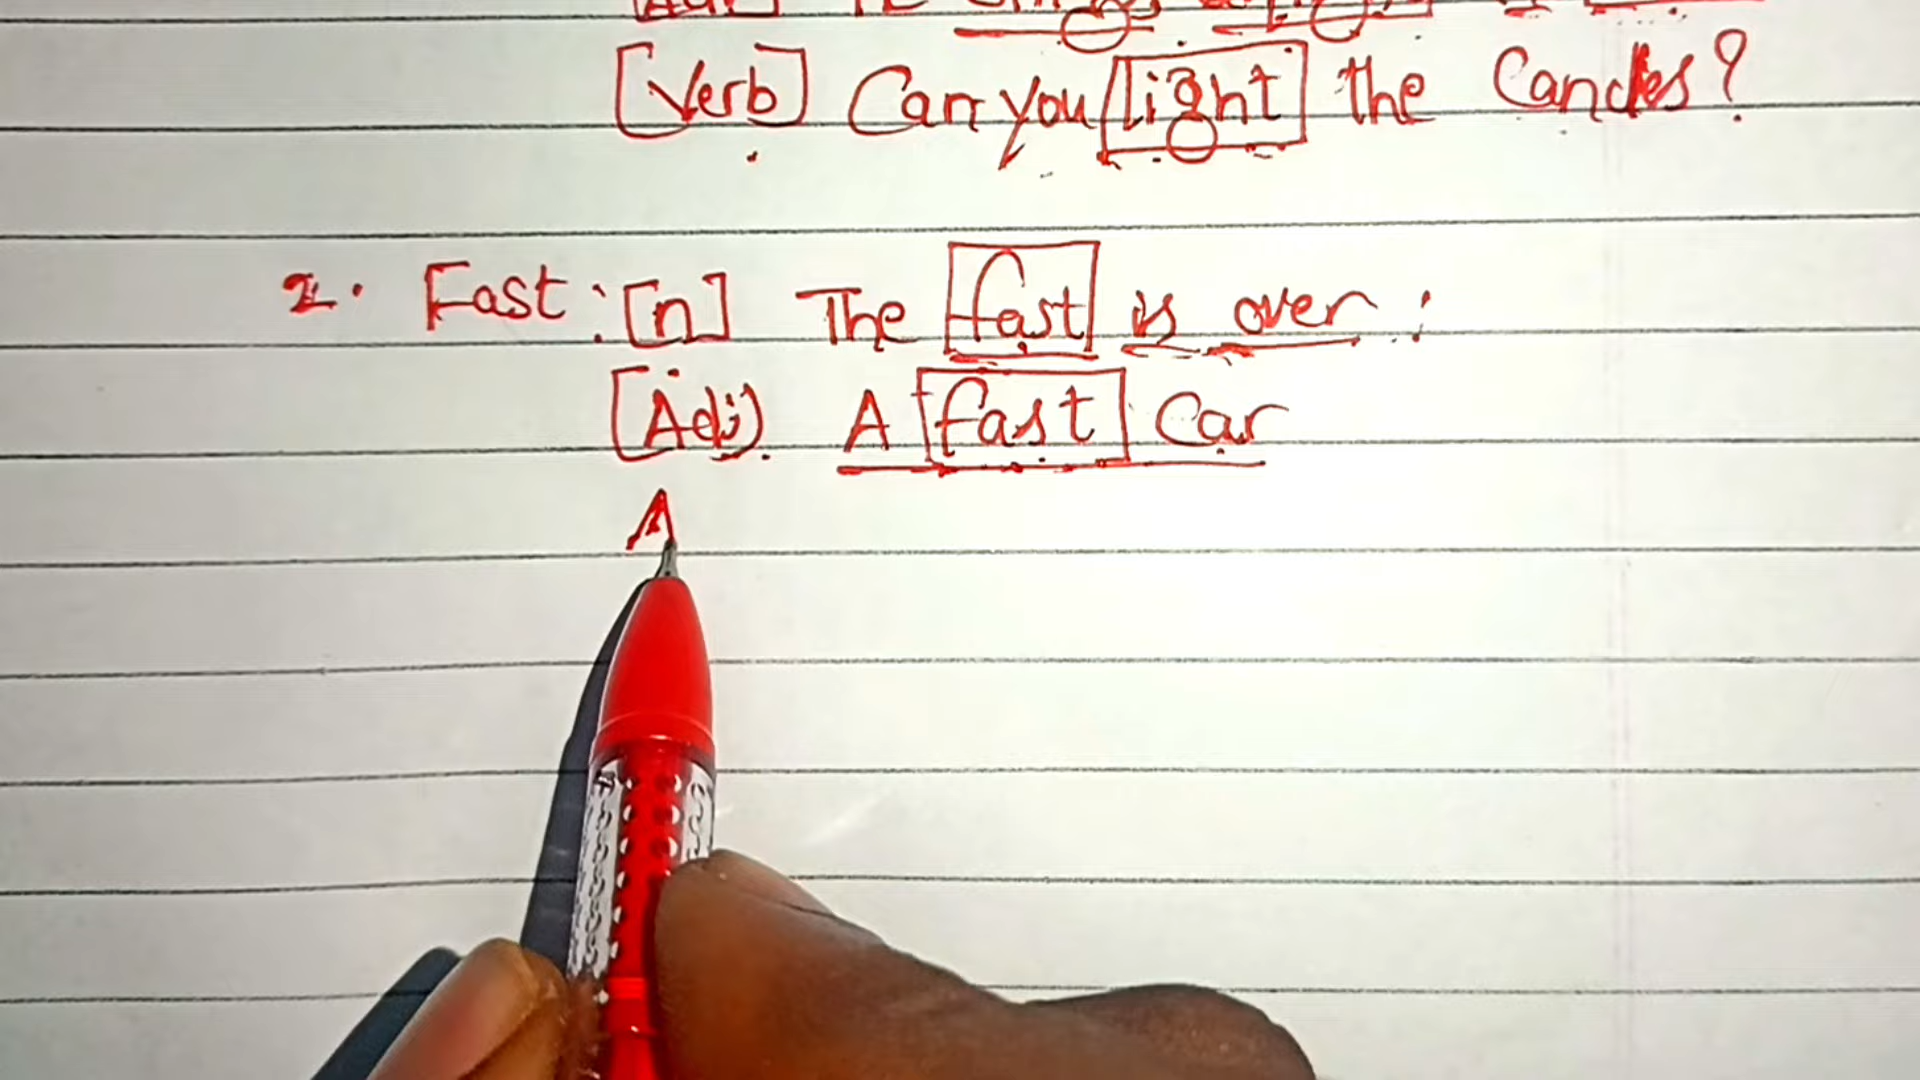 [Verb] Can you light the Candles?
2. Fast: [n] The fast is over :
[Adj) A fast Car
A